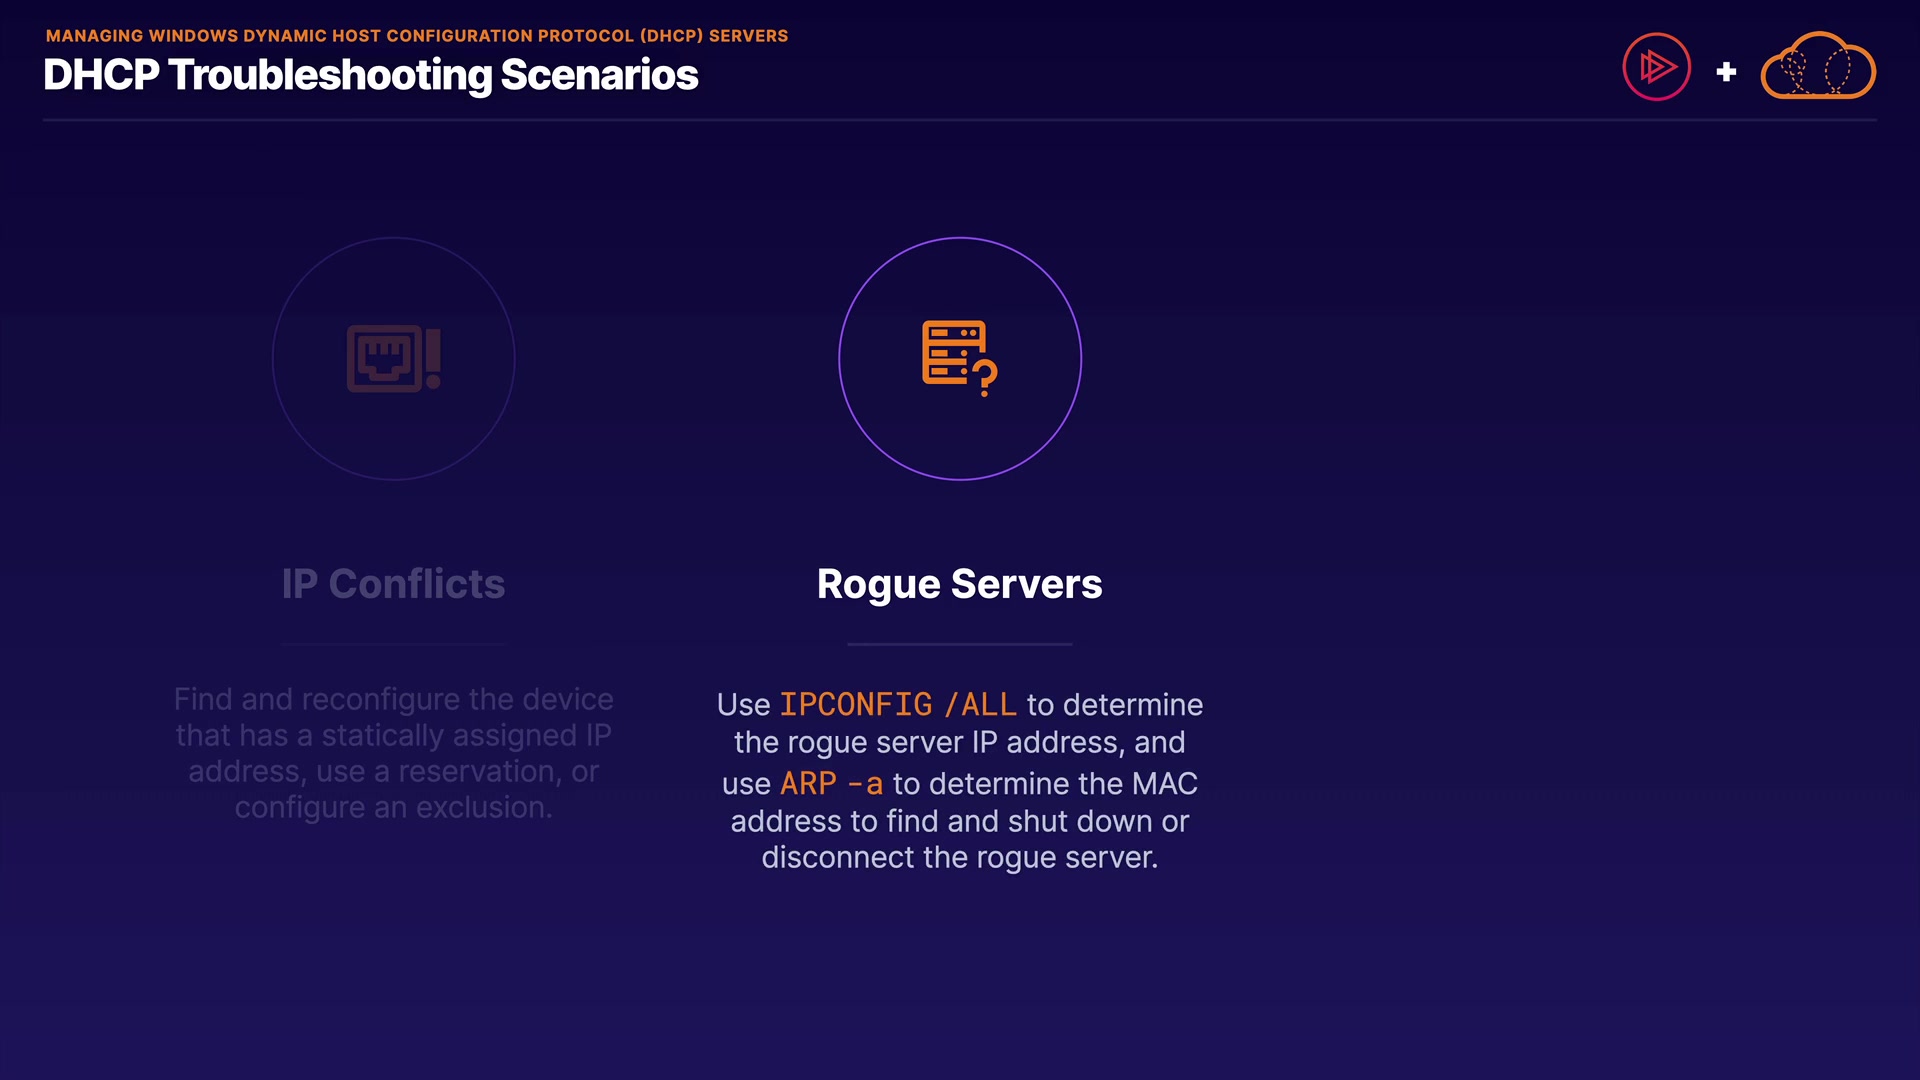 MANAGING WINDOWS DYNAMIC HOST CONFIGURATION PROTOCOL (DHCP) SERVERS
DHCP Troubleshooting Scenarios
IP Conflicts
Find and reconfigure the device
that has a statically assigned IP
address, use a reservation, or
configure an exclusion.
Rogue Servers
Use IPCONFIG /ALL to determine
the rogue server IP address, and
use ARP -a to determine the MAC
address to find and shut down or
disconnect the rogue server.